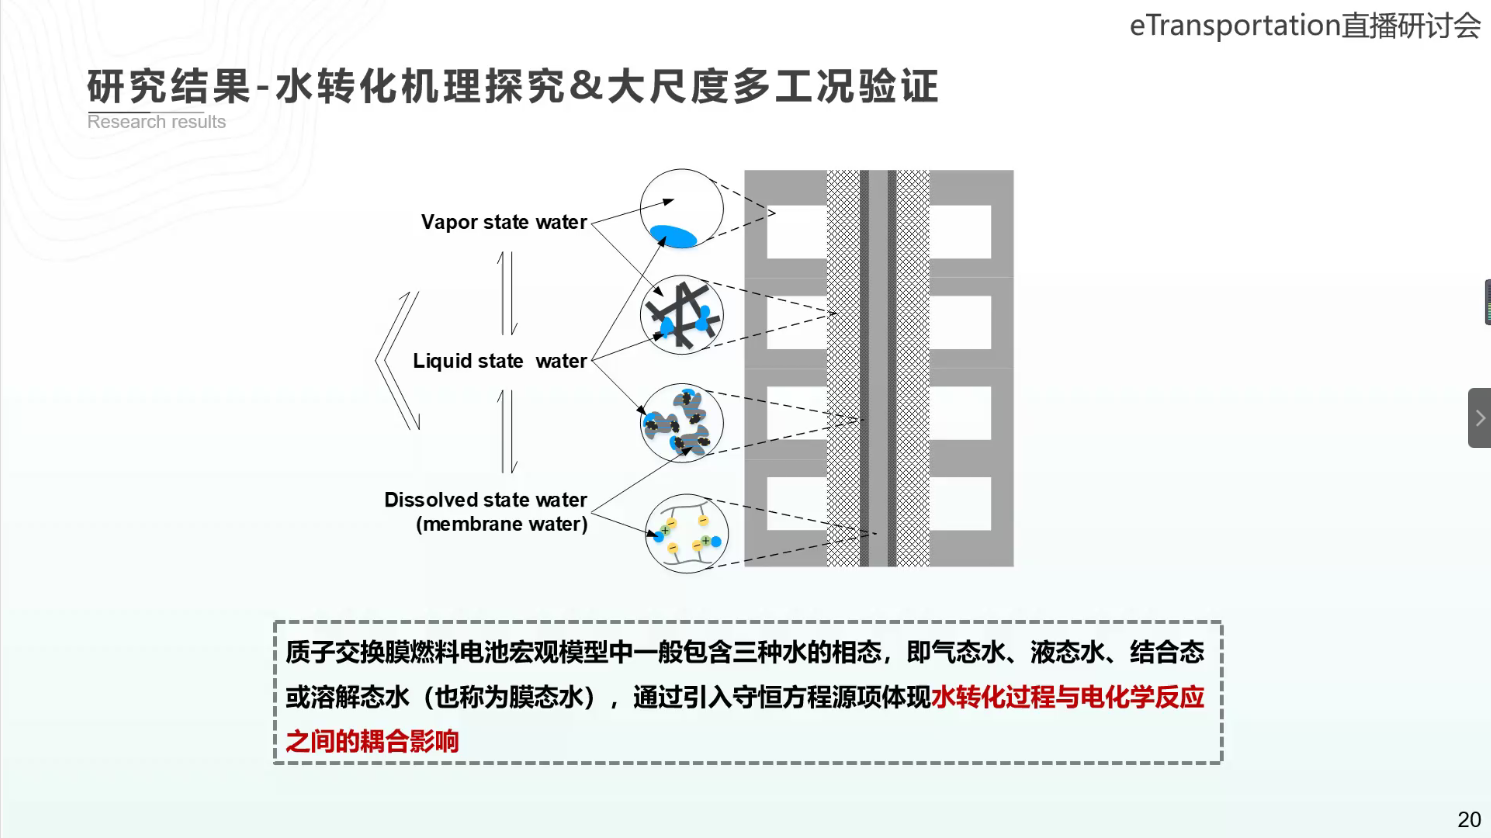 eTransportation直播研讨会
研究结果-水转化机理探究&大尺度多工况验证
Research results
Vapor state water
Liquid state water
Dissolved state water
(membrane water)
质子交换膜燃料电池宏观模型中一般包含三种水的相态，即气态水、液态水、结合态
或溶解态水（也称为膜态水），通过引入守恒方程源项体现水转化过程与电化学反应
之间的耦合影响
20